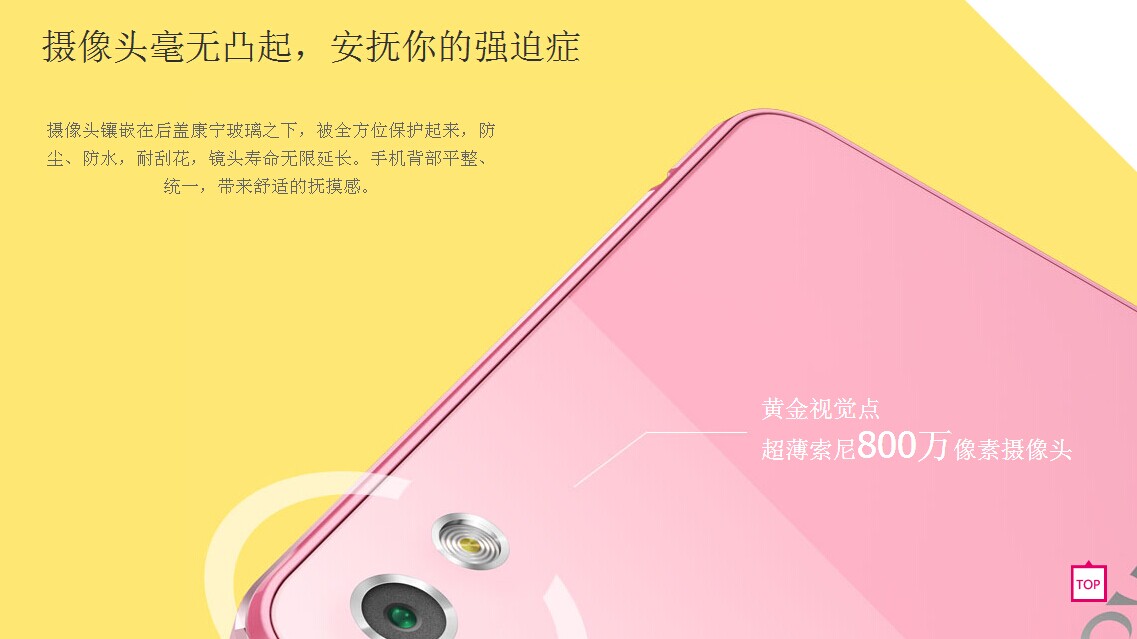 摄像头毫无凸起，安抚你的强迫症
摄像头镶嵌在后盖康宁玻璃之下，被全方位保护起来，防
尘、防水，耐刮花，镜头寿命无限延长。手机背部平整、
统一，带来舒适的抚摸感。
黄金视觉点
超薄索尼800万像素摄像头
TOP